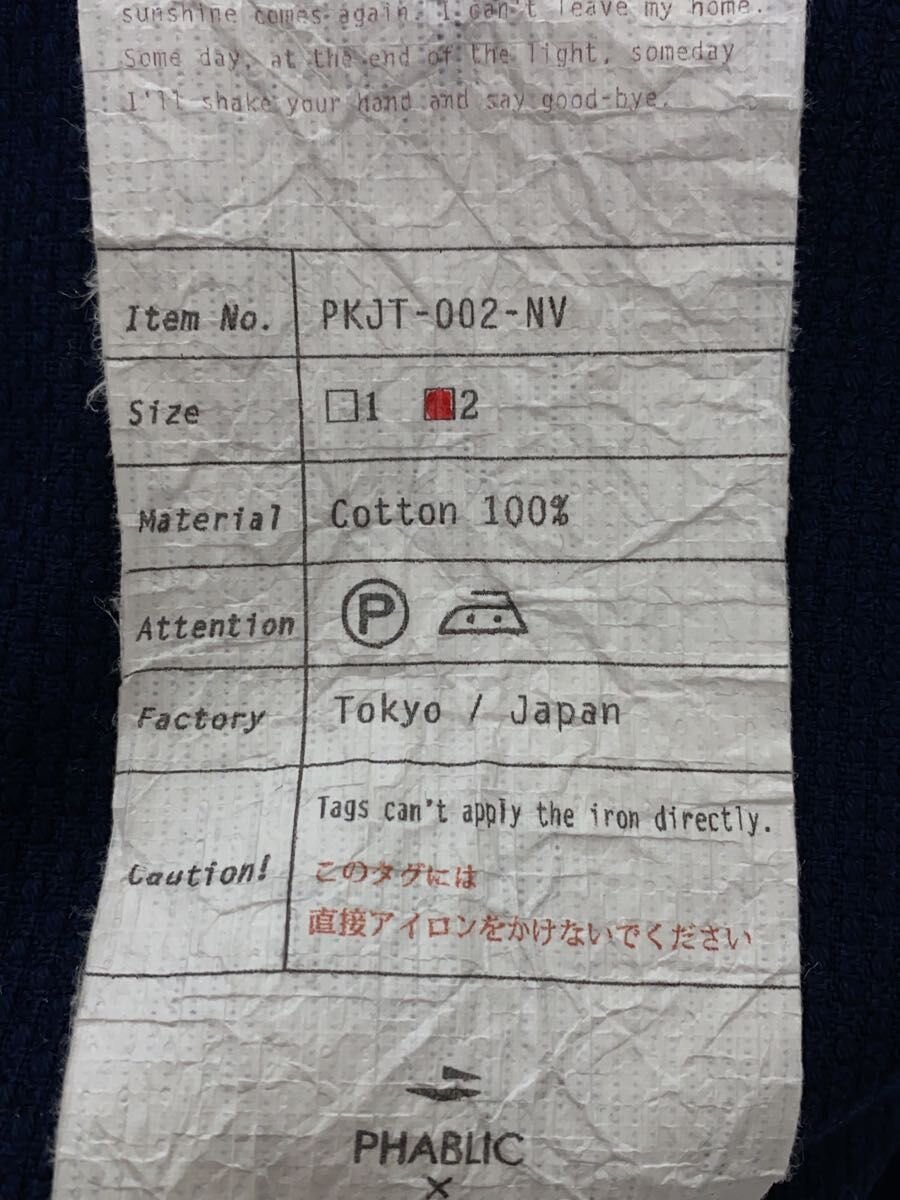 sunshine comes again. I can't leave my home.
Some day, at the end of the light, someday
I'll shake your hand and say good-bye.
Item No. PKJT-002-NV
Size □1 ■2
Material Cotton 100%
Attention P
Factory Tokyo / Japan
Caution! Tags can't apply the iron directly.
このタグには
直接アイロンをかけないでください
PHABLIC
×